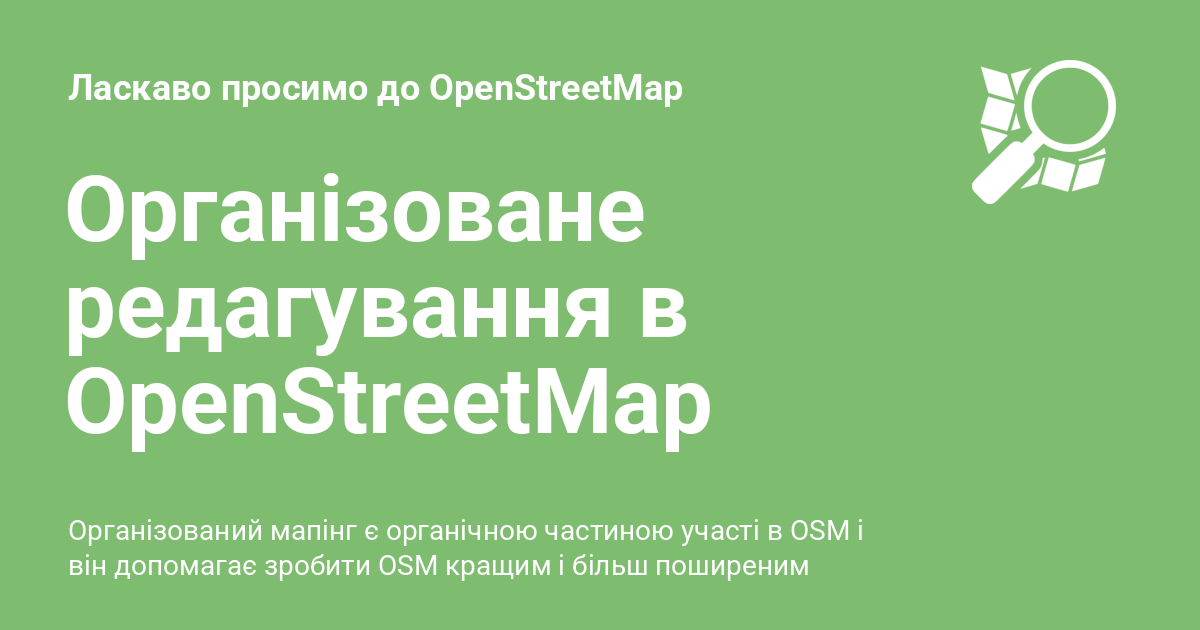 Ласкаво просимо до OpenStreetMap
Організоване
редагування в
OpenStreetMap
Організований мапінг є органічною частиною участі в OSM і
він допомагає зробити OSM кращим і більш поширеним